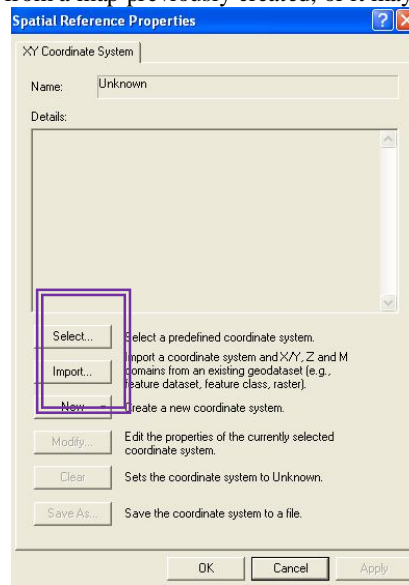 from a map previously created, or it may
Spatial Reference Properties
XY Coordinate System
Name: Unknown
Details:
Select... Select a predefined coordinate system.
Import... Import a coordinate system and X/Y, Z and M
domains from an existing geodataset (e.g.,
feature dataset, feature class, raster).
New Create a new coordinate system.
Modify... Edit the properties of the currently selected
coordinate system.
Clear Sets the coordinate system to Unknown.
Save As... Save the coordinate system to a file.
OK Cancel Apply